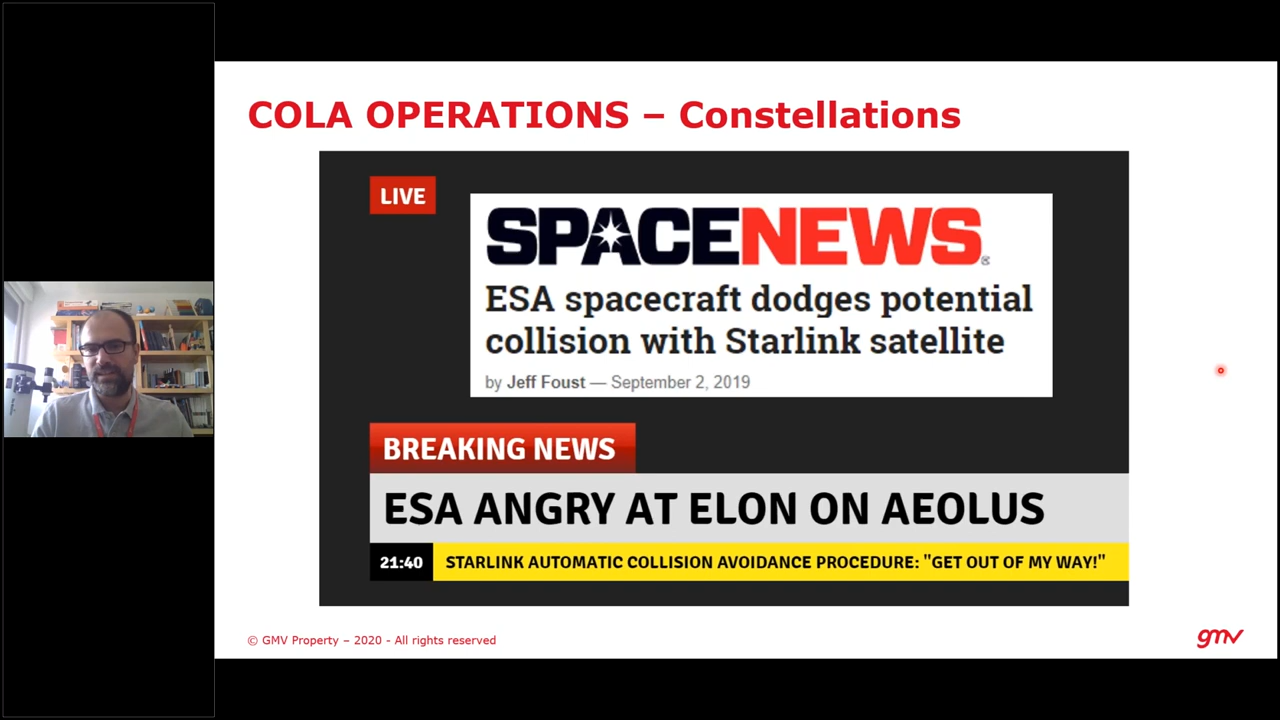 COLA OPERATIONS – Constellations
LIVE
SPACENEWS®
ESA spacecraft dodges potential
collision with Starlink satellite
by Jeff Foust — September 2, 2019
BREAKING NEWS
ESA ANGRY AT ELON ON AEOLUS
21:40 STARLINK AUTOMATIC COLLISION AVOIDANCE PROCEDURE: "GET OUT OF MY WAY!"
© GMV Property – 2020 - All rights reserved
gmv